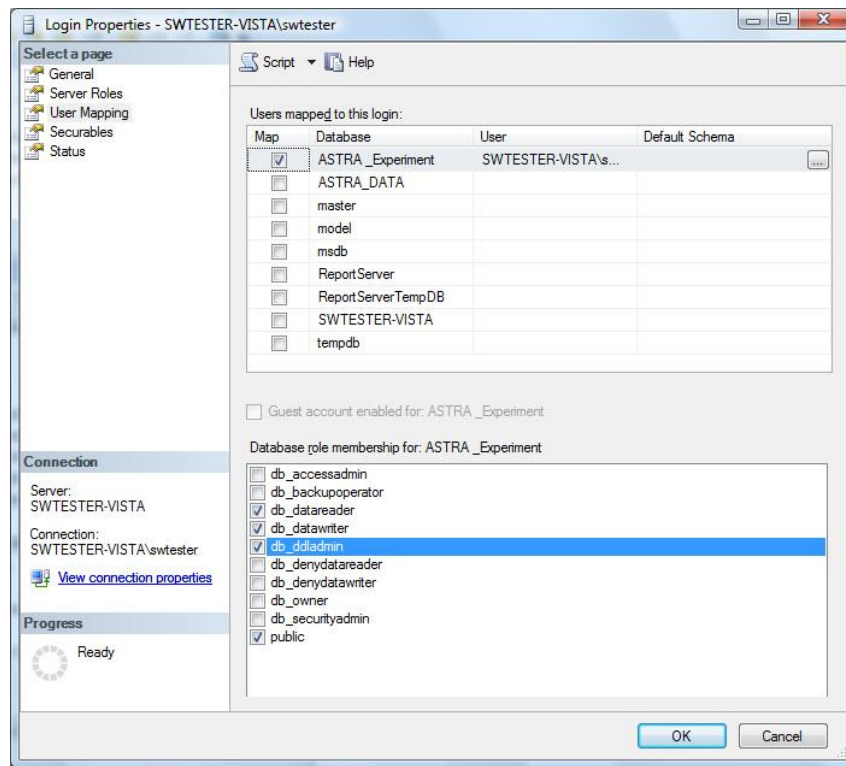 Login Properties - SWTESTER-VISTA\swtester
Select a page
General
Server Roles
User Mapping
Securables
Status
Script Help
Users mapped to this login:
Map Database User Default Schema
ASTRA _Experiment SWTESTER-VISTA\s... ...
ASTRA_DATA
master
model
msdb
ReportServer
ReportServerTempDB
SWTESTER-VISTA
tempdb
Guest account enabled for: ASTRA _Experiment
Database role membership for: ASTRA _Experiment
db_accessadmin
db_backupoperator
db_datareader
db_datawriter
db_ddladmin
db_denydatareader
db_denydatawriter
db_owner
db_securityadmin
public
Connection
Server:
SWTESTER-VISTA
Connection:
SWTESTER-VISTA\swtester
View connection properties
Progress
Ready
OK Cancel